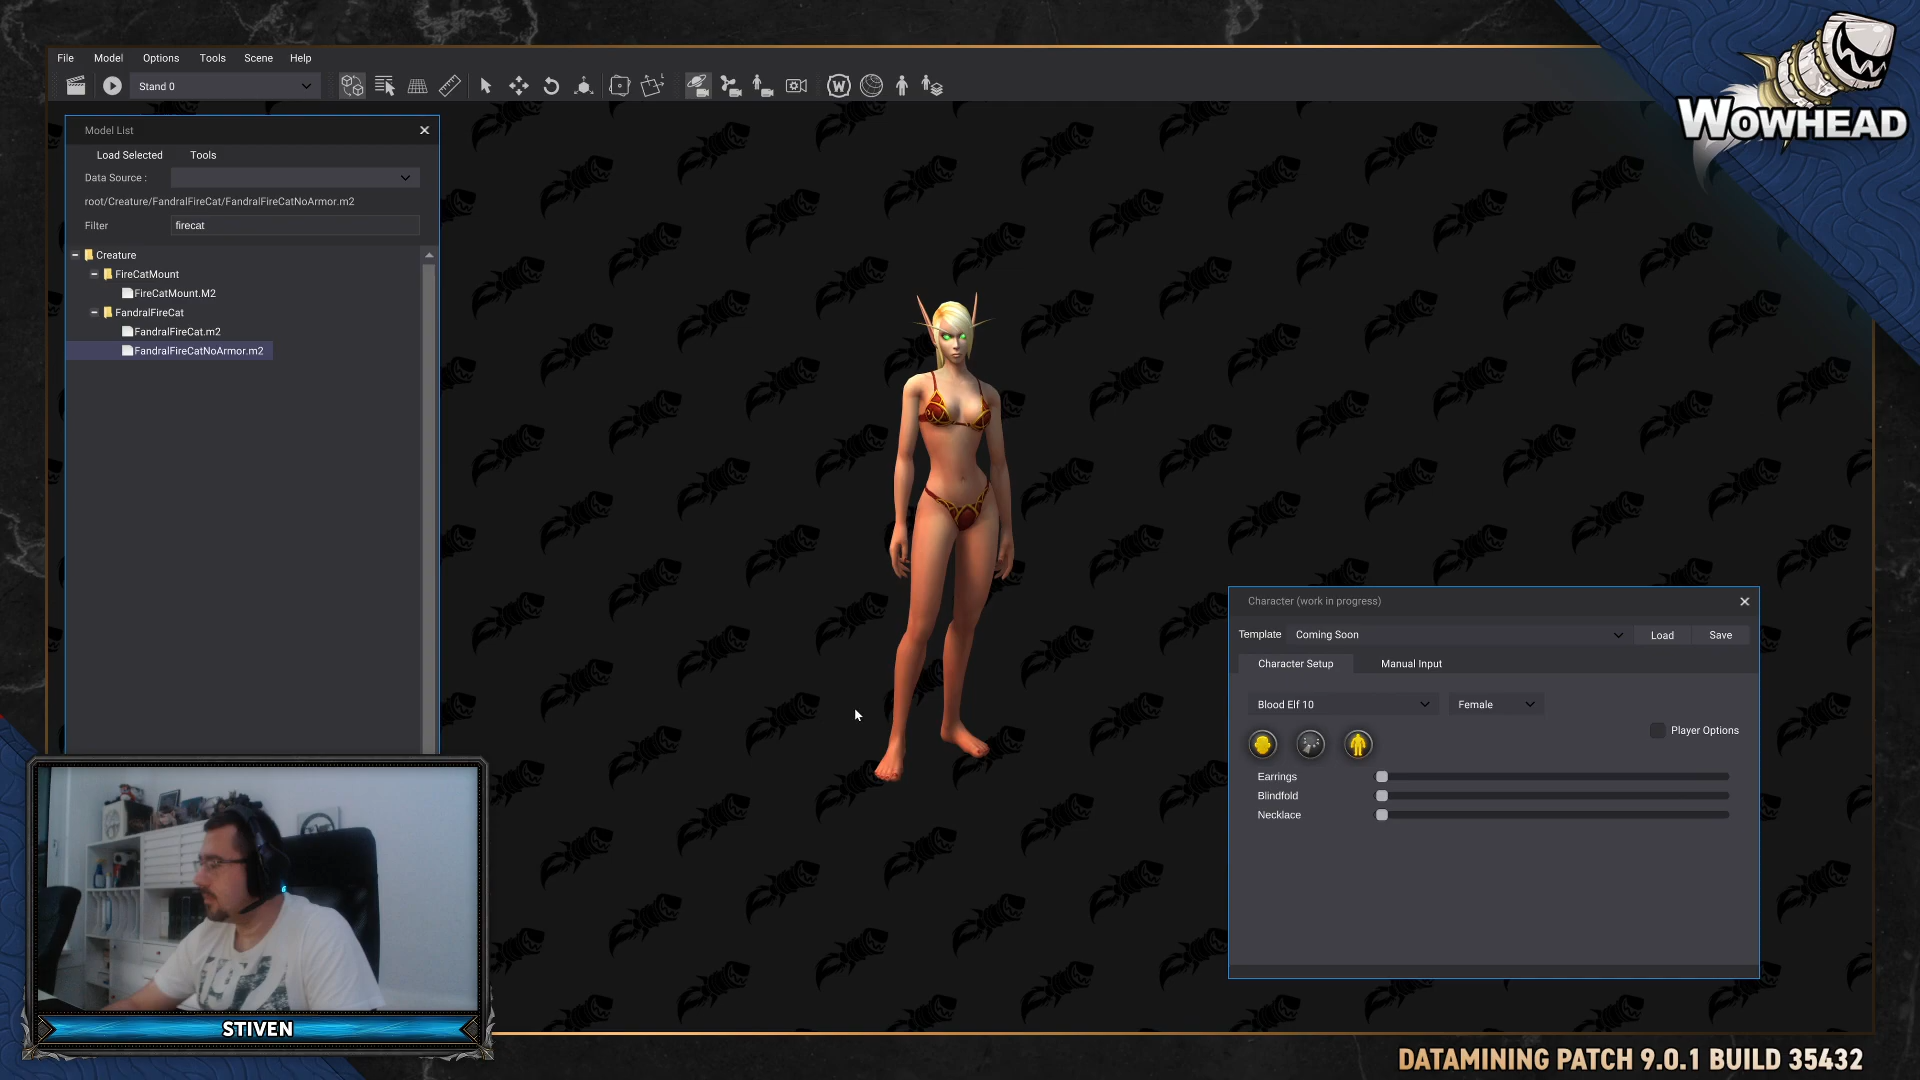 File Model Options Tools Scene Help
Stand 0
WOWHEAD
Model List
Load Selected Tools
Data Source :
root/Creature/FandralFireCat/FandralFireCatNoArmor.m2
Filter firecat
Creature
FireCatMount
FireCatMount.M2
FandralFireCat
FandralFireCat.m2
FandralFireCatNoArmor.m2
Character (work in progress)
Template Coming Soon Load Save
Character Setup Manual Input
Blood Elf 10 Female
Player Options
Earrings
Blindfold
Necklace
197
STIVEN
DATAMINING PATCH 9.0.1 BUILD 35432